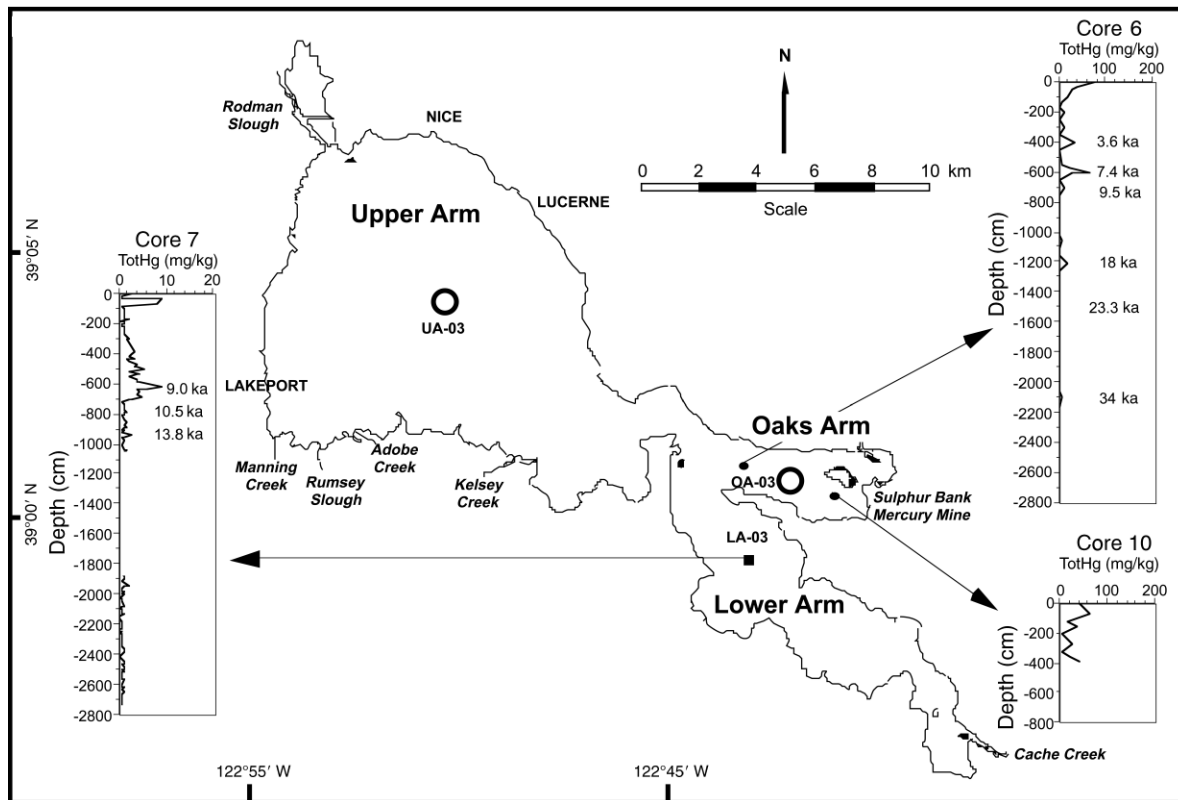 Rodman
Slough
NICE
LUCERNE
Upper Arm
UA-03
N
0 2 4 6 8 10 km
Scale
39°05′ N
39°00′ N
Core 7
TotHg (mg/kg)
0 10 20
0
-200
-400
-600
-800
-1000
-1200
-1400
-1600
-1800
-2000
-2200
-2400
-2600
-2800
Depth (cm)
9.0 ka
10.5 ka
13.8 ka
LAKEPORT
Manning
Creek
Rumsey
Slough
Adobe
Creek
Kelsey
Creek
Oaks Arm
OA-03
Sulphur Bank
Mercury Mine
LA-03
Lower Arm
Cache Creek
Core 6
TotHg (mg/kg)
0 100 200
0
-200
-400
-600
-800
-1000
-1200
-1400
-1600
-1800
-2000
-2200
-2400
-2600
-2800
Depth (cm)
3.6 ka
7.4 ka
9.5 ka
18 ka
23.3 ka
34 ka
Core 10
TotHg (mg/kg)
0 100 200
0
-200
-400
-600
-800
Depth (cm)
122°55′ W
122°45′ W